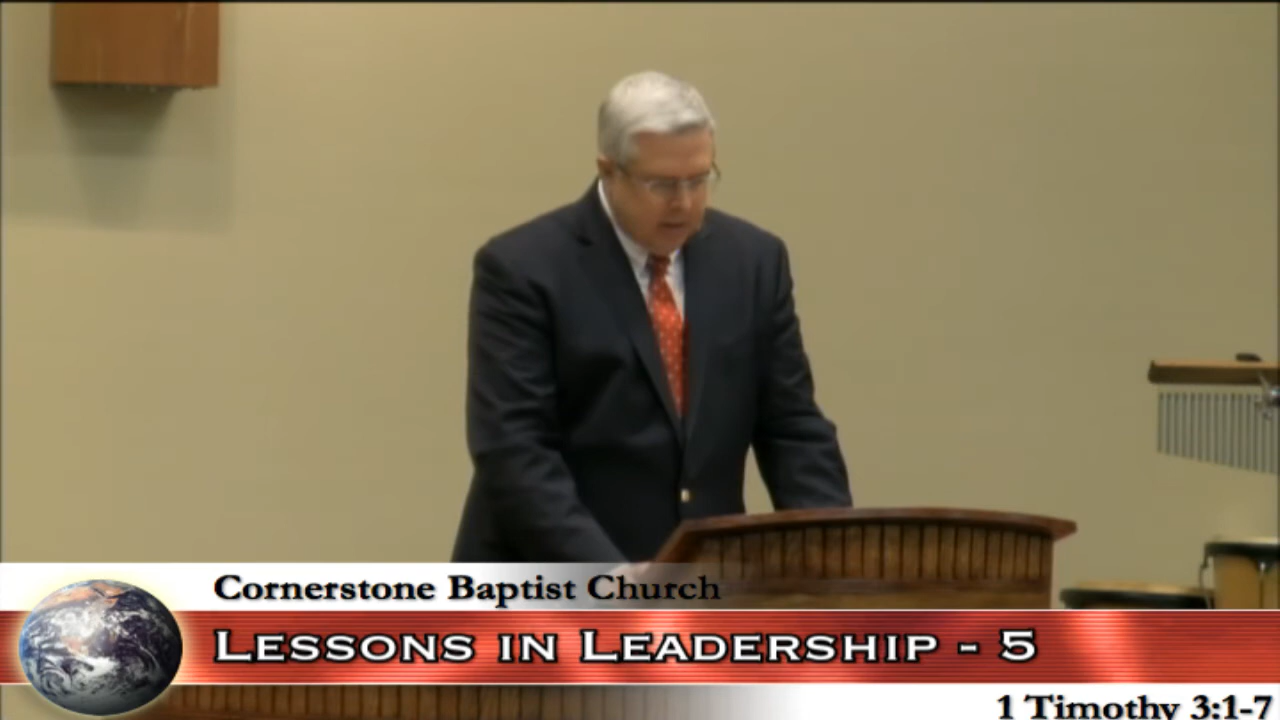 Cornerstone Baptist Church
Lessons in Leadership - 5
1 Timothy 3:1-7